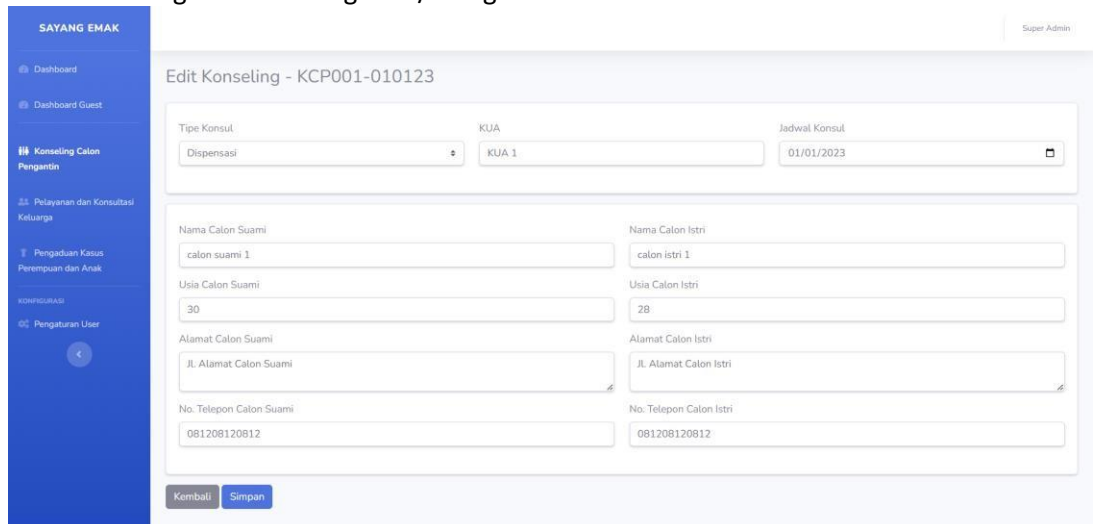 SAYANG EMAK
Super Admin
Dashboard
Dashboard Guest
Konseling Calon
Pengantin
Pelayanan dan Konsultasi
Keluarga
Pengaduan Kasus
Perempuan dan Anak
KONFIGURASI
Pengaturan User
Edit Konseling - KCP001-010123
Tipe Konsul
KUA
Jadwal Konsul
Dispensasi
KUA 1
01/01/2023
Nama Calon Suami
Nama Calon Istri
calon suami 1
calon istri 1
Usia Calon Suami
Usia Calon Istri
30
28
Alamat Calon Suami
Alamat Calon Istri
Jl. Alamat Calon Suami
Jl. Alamat Calon Istri
No. Telepon Calon Suami
No. Telepon Calon Istri
081208120812
081208120812
Kembali
Simpan